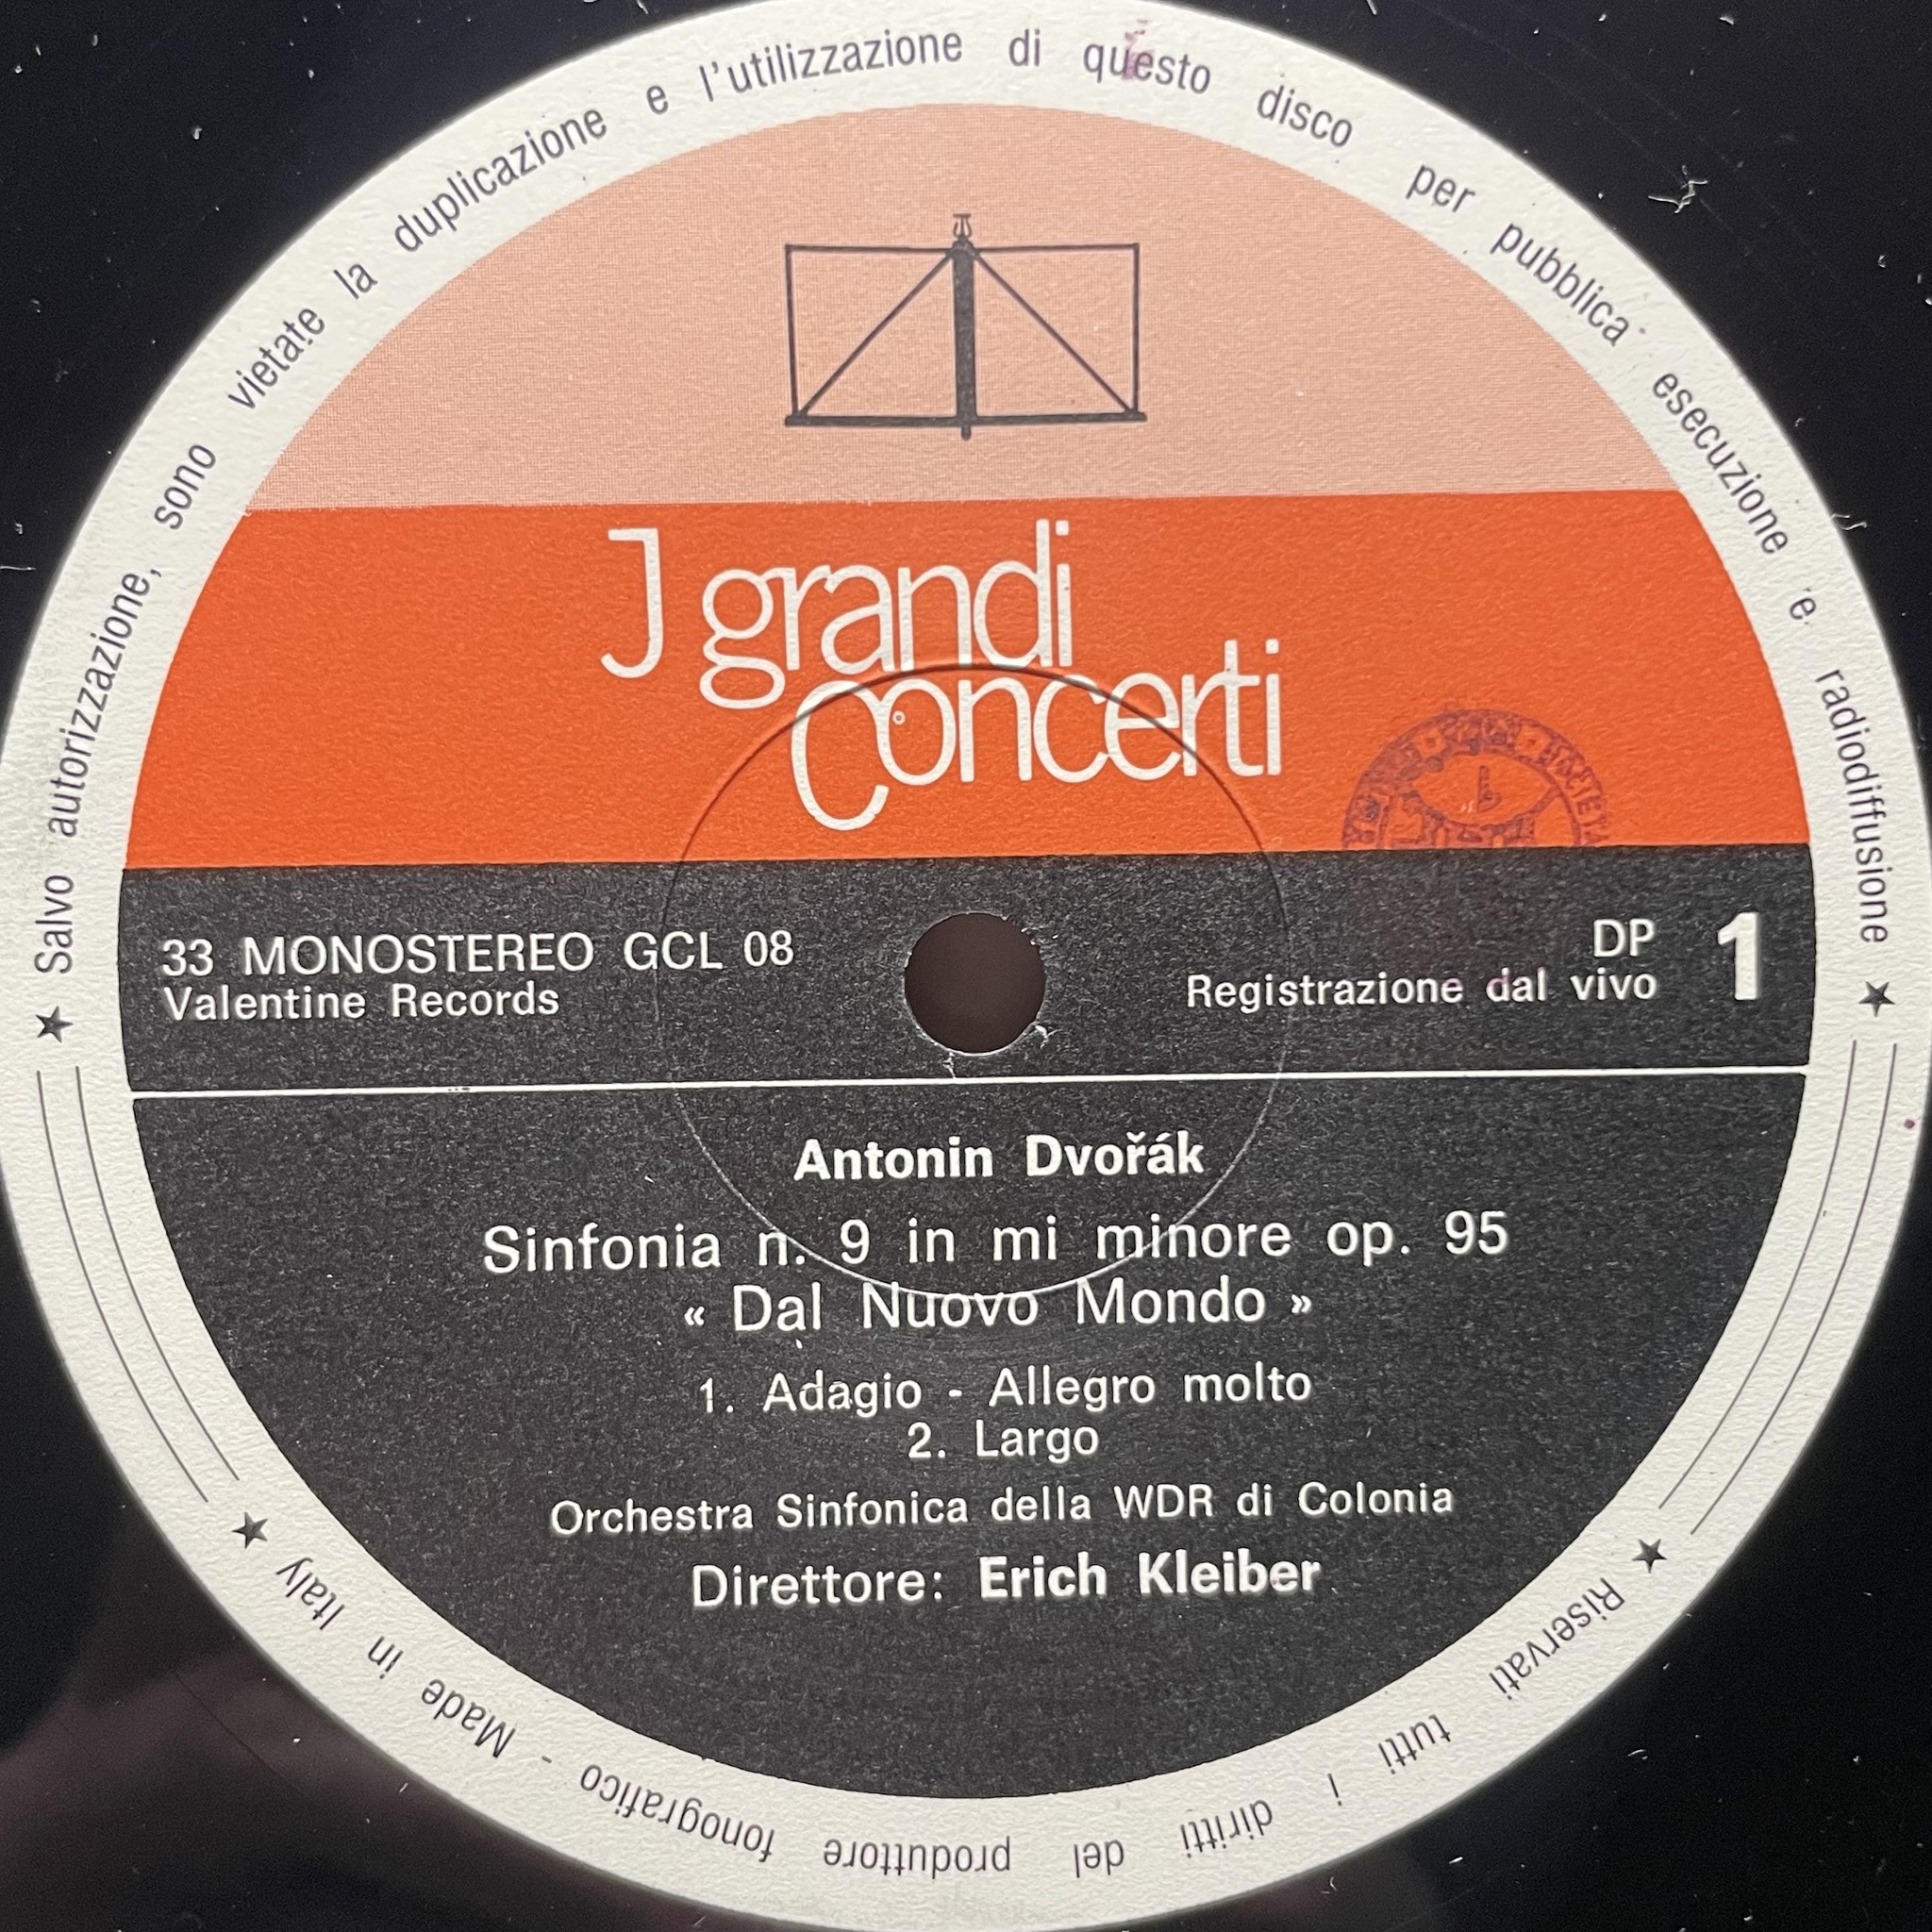 ★ Salvo autorizzazione, sono vietate la duplicazione e l'utilizzazione di questo disco per pubblica esecuzione e radiodiffusione ★
J grandi
concerti
33 MONOSTEREO GCL 08
Valentine Records
DP
Registrazione dal vivo
1
Antonin Dvořák
Sinfonia n. 9 in mi minore op. 95
« Dal Nuovo Mondo »
1. Adagio - Allegro molto
2. Largo
Orchestra Sinfonica della WDR di Colonia
Direttore: Erich Kleiber
★ Riservati tutti i diritti del produttore fonografico - Made in Italy ★